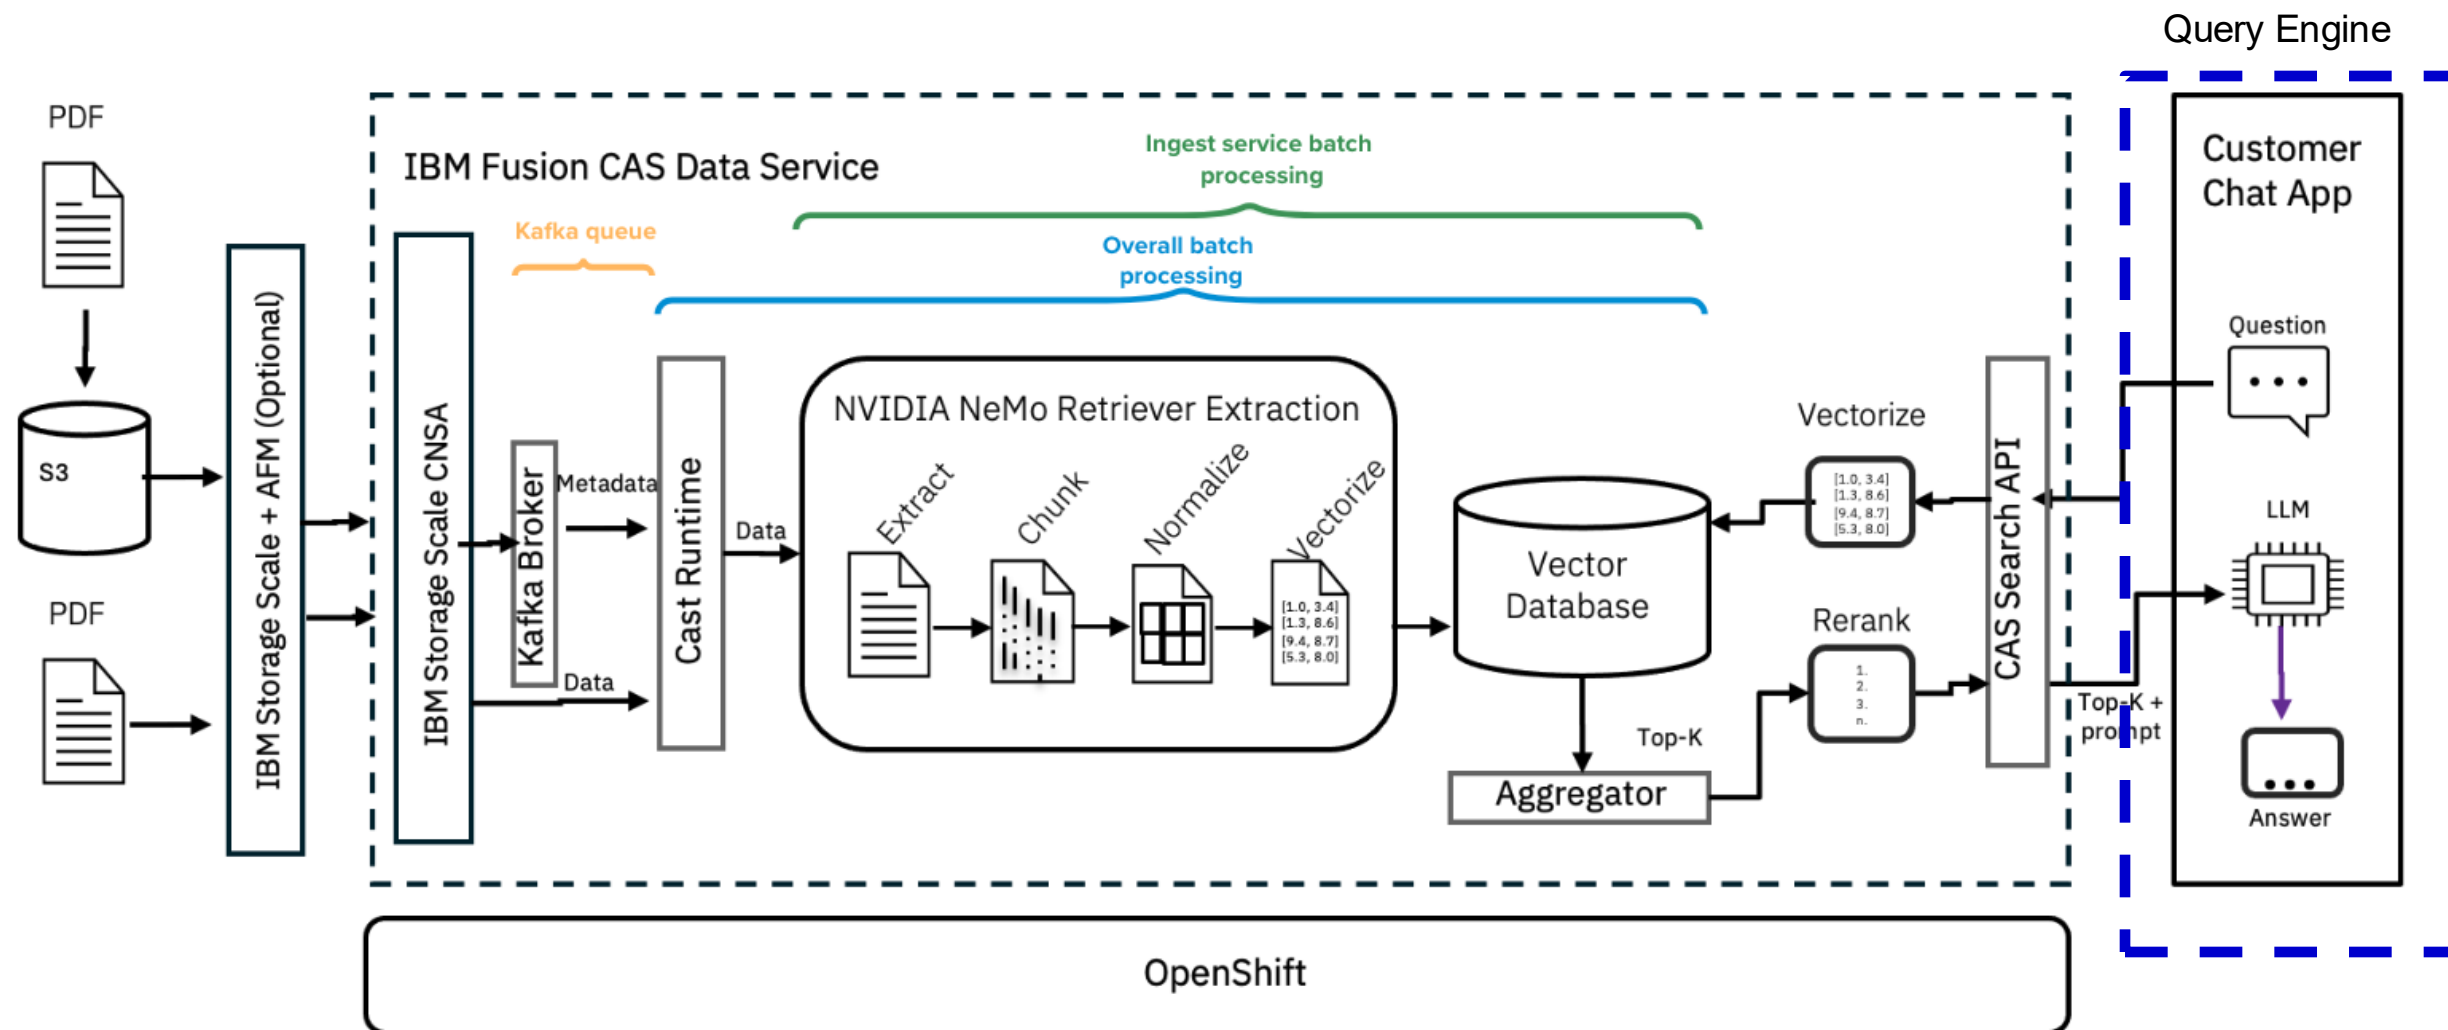 Query Engine
PDF
S3
PDF
IBM Storage Scale + AFM (Optional)
IBM Fusion CAS Data Service
Ingest service batch
processing
Kafka queue
Overall batch
processing
IBM Storage Scale CNSA
Kafka Broker
Metadata
Data
Cast Runtime
Data
NVIDIA NeMo Retriever Extraction
Extract
Chunk
Normalize
Vectorize
[1.0, 3.4]
[1.3, 8.6]
[9.4, 8.7]
[5.3, 8.0]
Vector
Database
Top-K
Aggregator
Vectorize
[1.0, 3.4]
[1.3, 8.6]
[9.4, 8.7]
[5.3, 8.0]
Rerank
1.
2.
3.
n.
CAS Search API
Top-K +
prompt
Customer
Chat App
Question
LLM
Answer
OpenShift